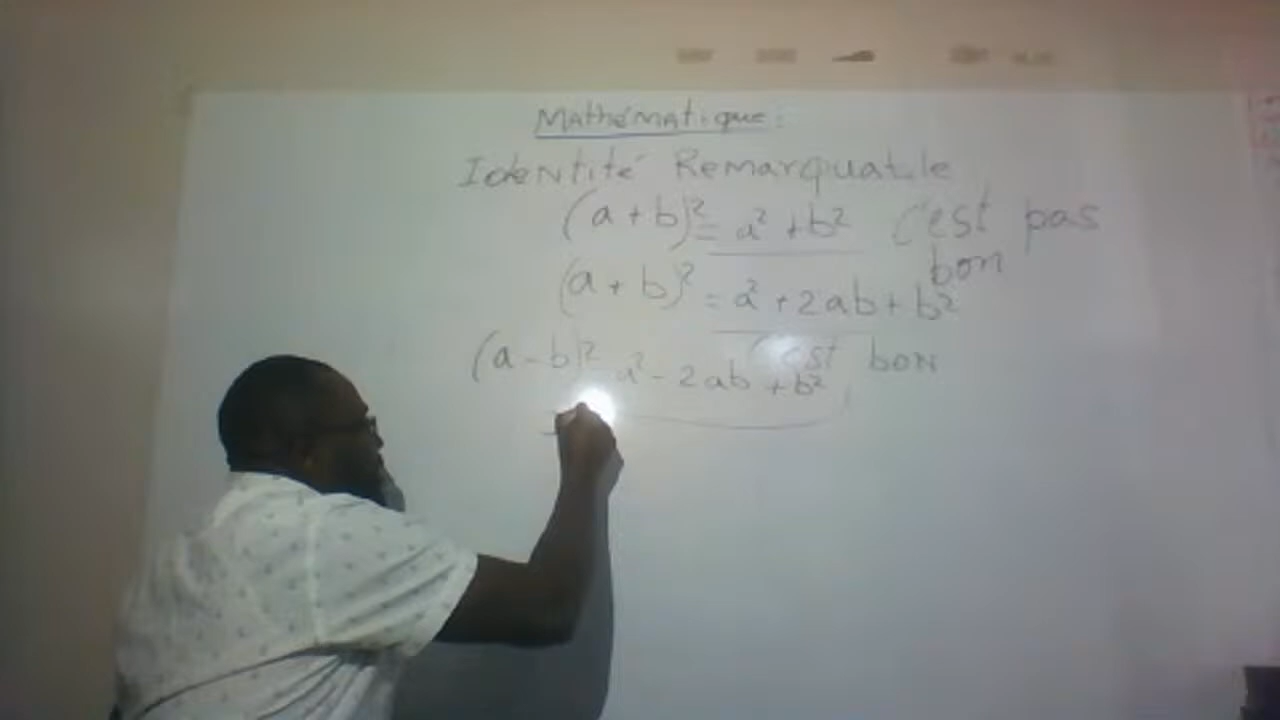 Mathématique :
Identité Remarquable
(a + b)² = a² + b² C'est pas
bon
(a + b)² = a² + 2ab + b²
C'est bon
(a - b)² a² - 2ab + b²